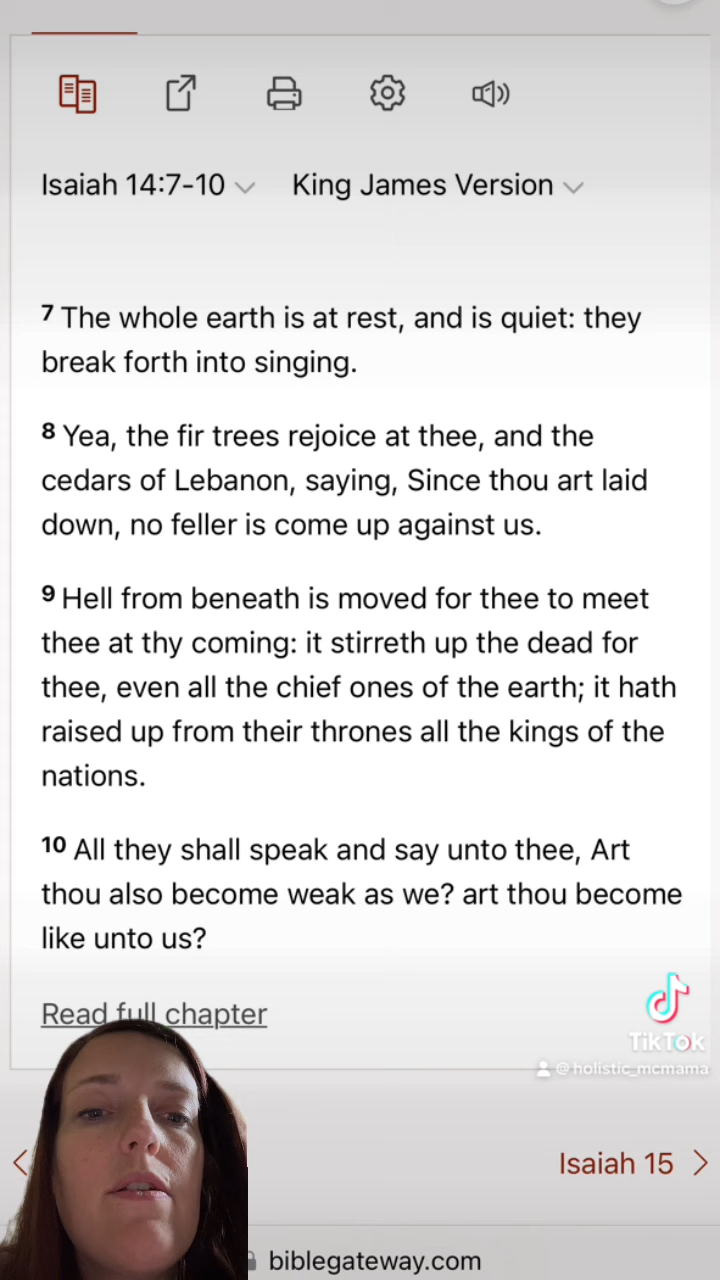 Isaiah 14:7-10 King James Version
7 The whole earth is at rest, and is quiet: they
break forth into singing.
8 Yea, the fir trees rejoice at thee, and the
cedars of Lebanon, saying, Since thou art laid
down, no feller is come up against us.
9 Hell from beneath is moved for thee to meet
thee at thy coming: it stirreth up the dead for
thee, even all the chief ones of the earth; it hath
raised up from their thrones all the kings of the
nations.
10 All they shall speak and say unto thee, Art
thou also become weak as we? art thou become
like unto us?
Read full chapter
TikTok
@holistic_mcmama
Isaiah 15
biblegateway.com